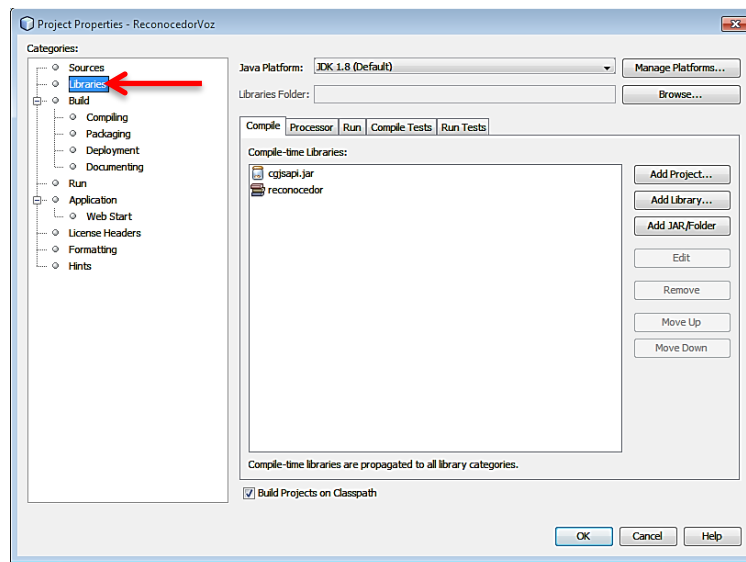 Project Properties - ReconocedorVoz
Categories:
Sources
Libraries
Build
Compiling
Packaging
Deployment
Documenting
Run
Application
Web Start
License Headers
Formatting
Hints
Java Platform: JDK 1.8 (Default) Manage Platforms...
Libraries Folder: Browse...
Compile Processor Run Compile Tests Run Tests
Compile-time Libraries:
cgjsapi.jar
reconocedor
Add Project...
Add Library...
Add JAR/Folder
Edit
Remove
Move Up
Move Down
Compile-time libraries are propagated to all library categories.
Build Projects on Classpath
OK Cancel Help